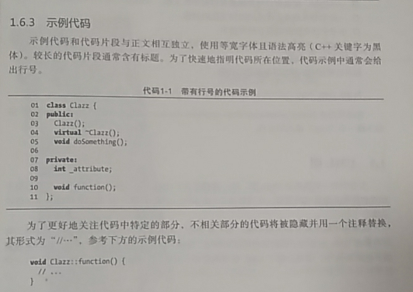 1.6.3 示例代码
示例代码和代码片段与正文相互独立，使用等宽字体且语法高亮（C++关键字为黑
体）。较长的代码片段通常含有标题。为了快速地指明代码所在位置，代码示例中通常会给
出行号。
代码1-1 带有行号的代码示例
01 class Clazz {
02 public:
03   Clazz();
04   virtual ~Clazz();
05   void doSomething();
06
07 private:
08   int _attribute;
09
10   void function();
11 };
为了更好地关注代码中特定的部分，不相关部分的代码将被隐藏并用一个注释替换，
其形式为“//…”，参考下方的示例代码：
void Clazz::function() {
  // ...
}